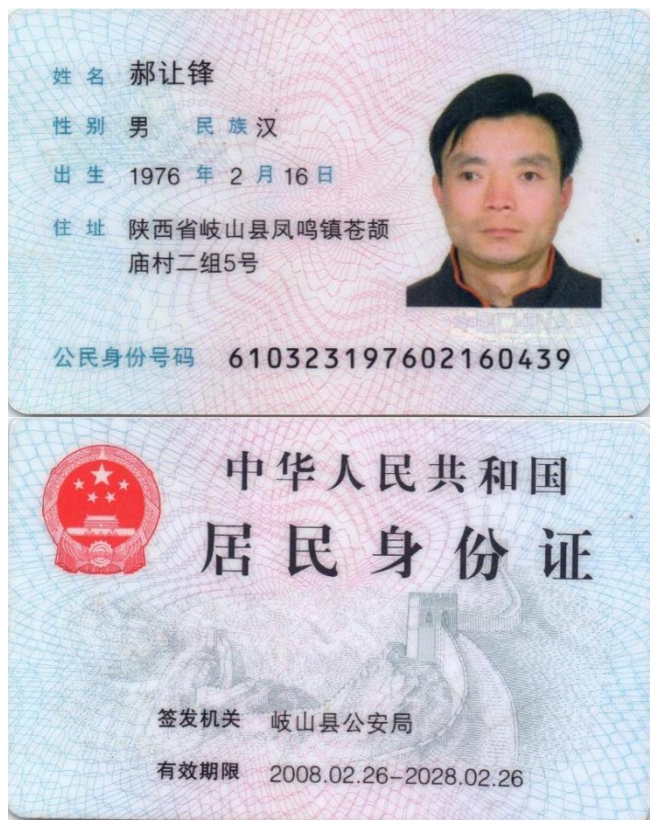 姓名 郝让锋
性别 男 民族 汉
出生 1976 年 2 月 16 日
住址 陕西省岐山县凤鸣镇苍颉
庙村二组5号
公民身份号码 610323197602160439
中华人民共和国
居民身份证
签发机关 岐山县公安局
有效期限 2008.02.26-2028.02.26